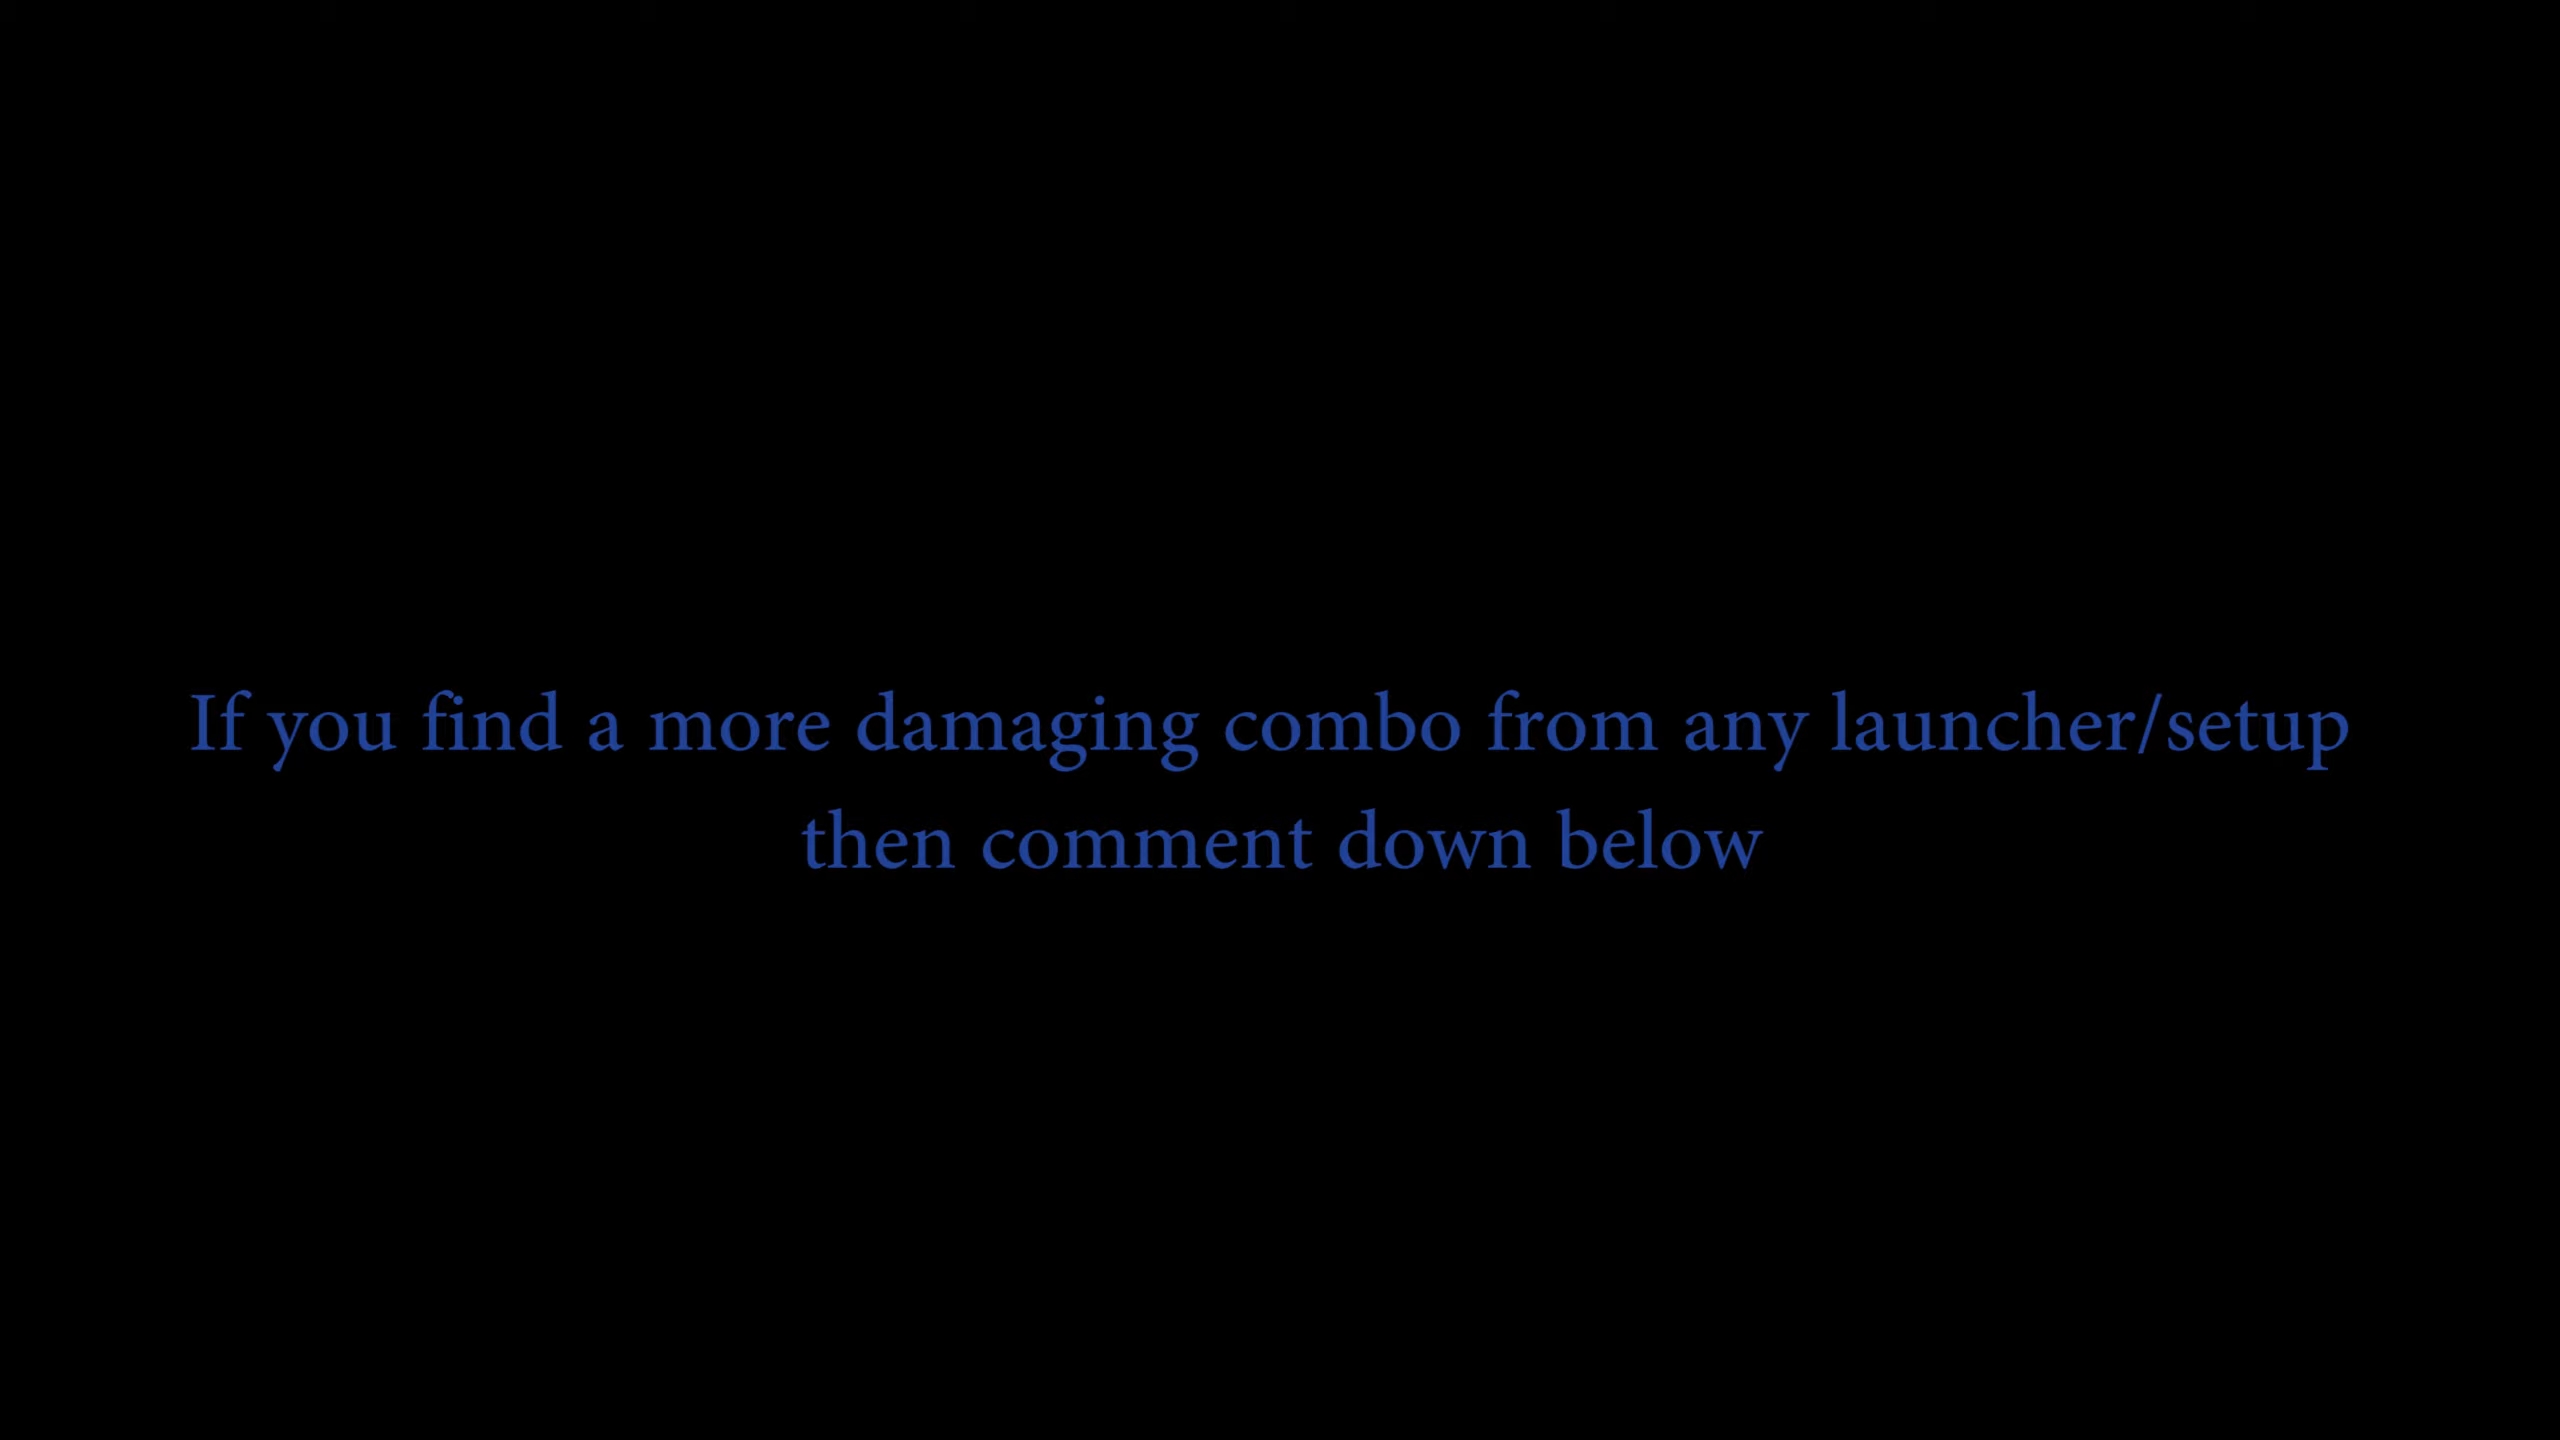 If you find a more damaging combo from any launcher/setup
then comment down below